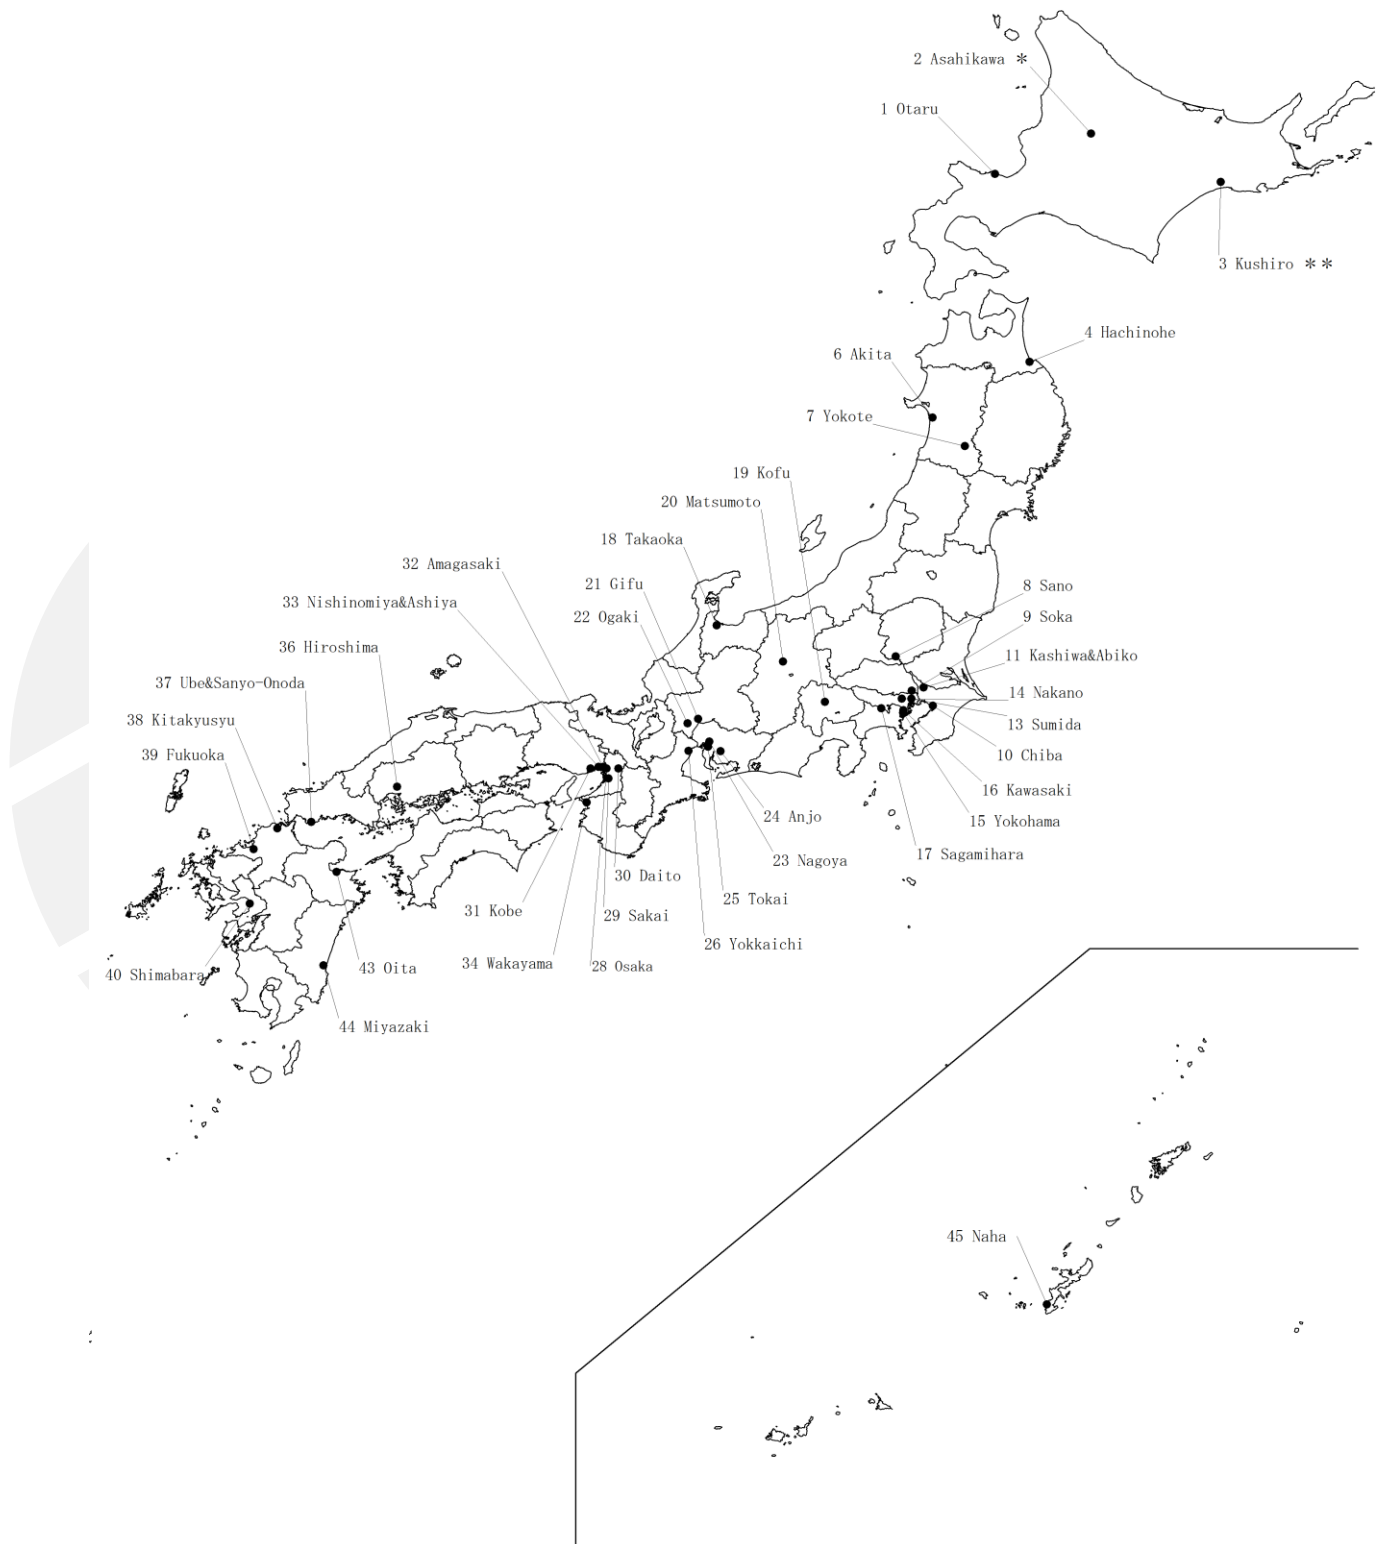 2 Asahikawa *
1 Otaru
3 Kushiro **
4 Hachinohe
6 Akita
7 Yokote
19 Kofu
20 Matsumoto
18 Takaoka
32 Amagasaki
21 Gifu
8 Sano
33 Nishinomiya&Ashiya
22 Ogaki
9 Soka
36 Hiroshima
11 Kashiwa&Abiko
37 Ube&Sanyo-Onoda
14 Nakano
38 Kitakyusyu
13 Sumida
39 Fukuoka
10 Chiba
16 Kawasaki
24 Anjo
15 Yokohama
17 Sagamihara
23 Nagoya
30 Daito
25 Tokai
31 Kobe
29 Sakai
26 Yokkaichi
34 Wakayama
28 Osaka
43 Oita
40 Shimabara
44 Miyazaki
45 Naha